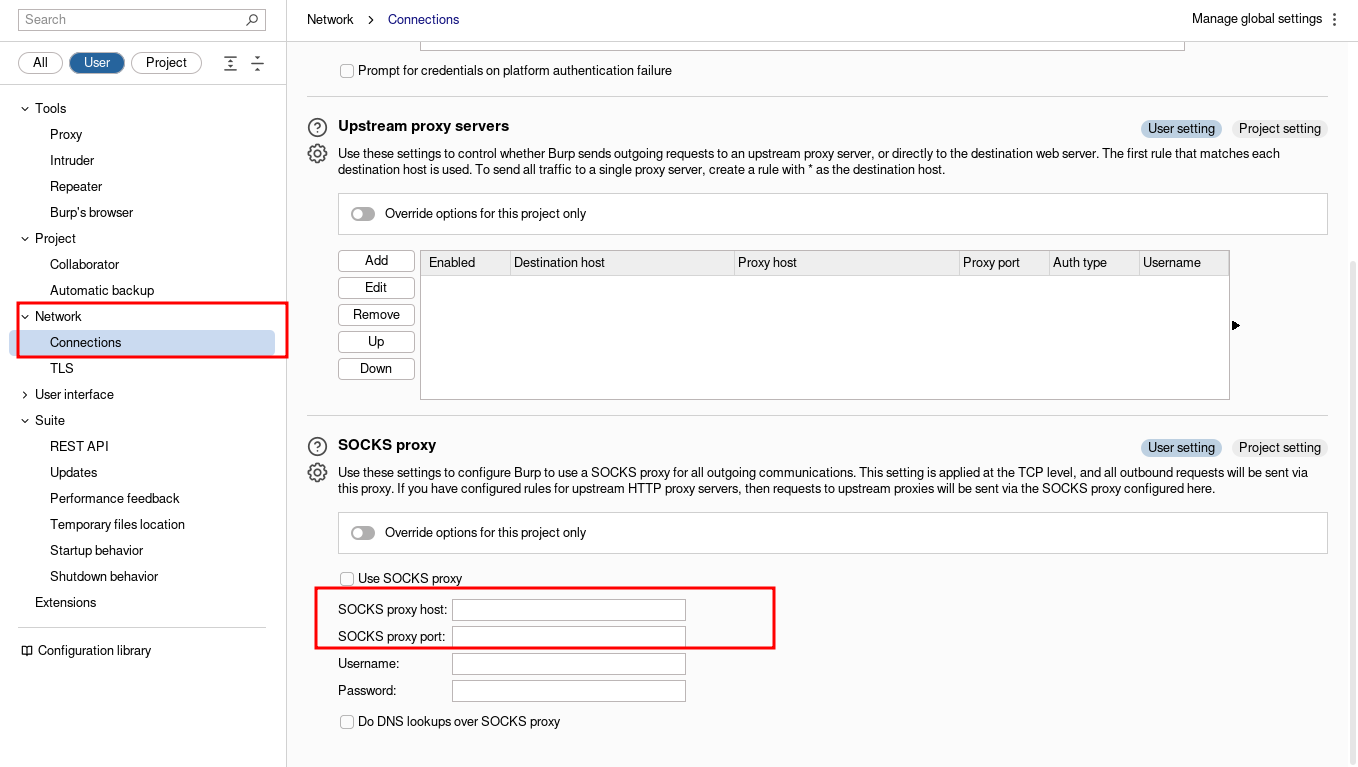 Search
Network > Connections
Manage global settings
All User Project
Tools
Proxy
Intruder
Repeater
Burp's browser
Project
Collaborator
Automatic backup
Network
Connections
TLS
User interface
Suite
REST API
Updates
Performance feedback
Temporary files location
Startup behavior
Shutdown behavior
Extensions
Configuration library
Prompt for credentials on platform authentication failure
Upstream proxy servers
User setting Project setting
Use these settings to control whether Burp sends outgoing requests to an upstream proxy server, or directly to the destination web server. The first rule that matches each
destination host is used. To send all traffic to a single proxy server, create a rule with * as the destination host.
Override options for this project only
Add
Edit
Remove
Up
Down
Enabled Destination host Proxy host Proxy port Auth type Username
SOCKS proxy
User setting Project setting
Use these settings to configure Burp to use a SOCKS proxy for all outgoing communications. This setting is applied at the TCP level, and all outbound requests will be sent via
this proxy. If you have configured rules for upstream HTTP proxy servers, then requests to upstream proxies will be sent via the SOCKS proxy configured here.
Override options for this project only
Use SOCKS proxy
SOCKS proxy host:
SOCKS proxy port:
Username:
Password:
Do DNS lookups over SOCKS proxy